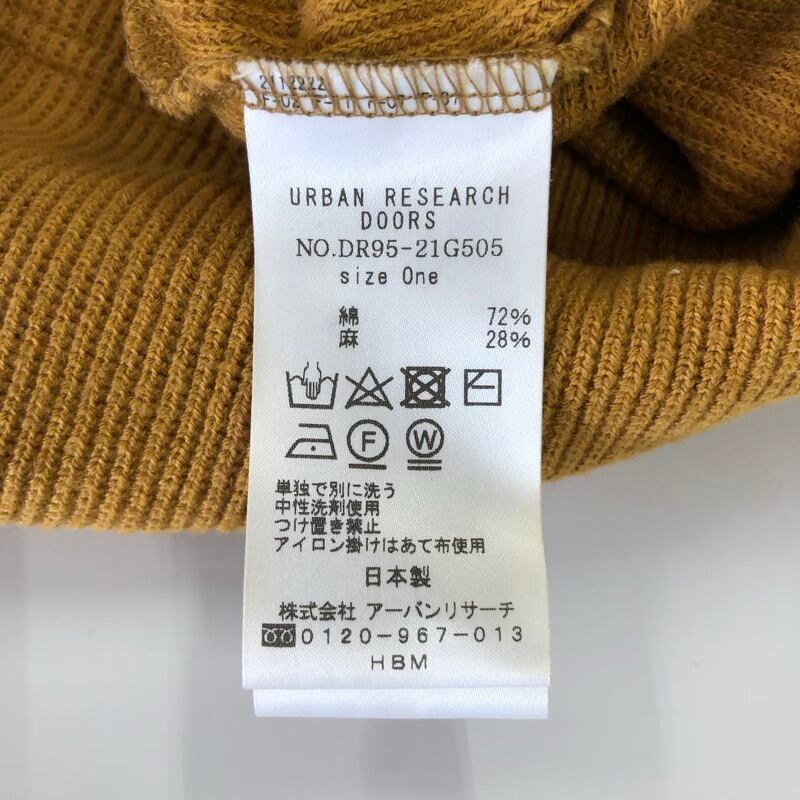 2112222
URBAN RESEARCH
DOORS
NO.DR95-21G505
size One
綿 72%
麻 28%
F
W
単独で別に洗う
中性洗剤使用
つけ置き禁止
アイロン掛けはあて布使用
日本製
株式会社 アーバンリサーチ
0120-967-013
HBM